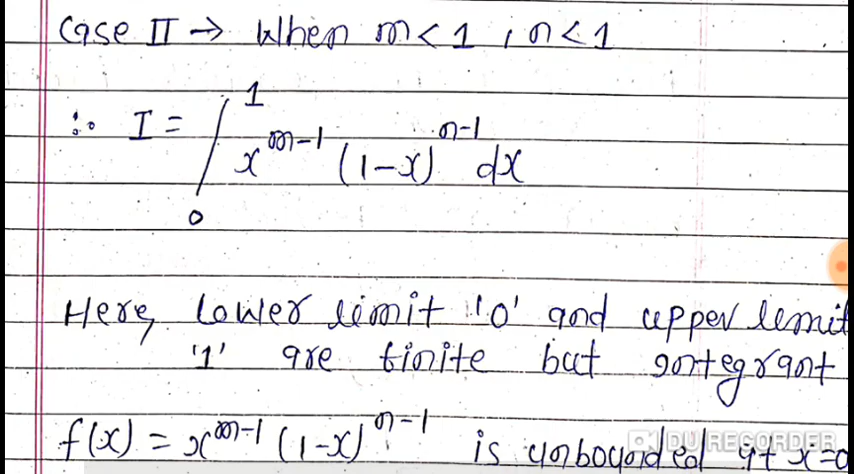 Case II → When m < 1 , n < 1
∴ I = ∫₀¹ x^{m-1} (1-x)^{n-1} dx
Here, lower limit '0' and upper limit
'1' are finite but integrant
f(x) = x^{m-1} (1-x)^{n-1} is unbounded at x=0
DU RECORDER